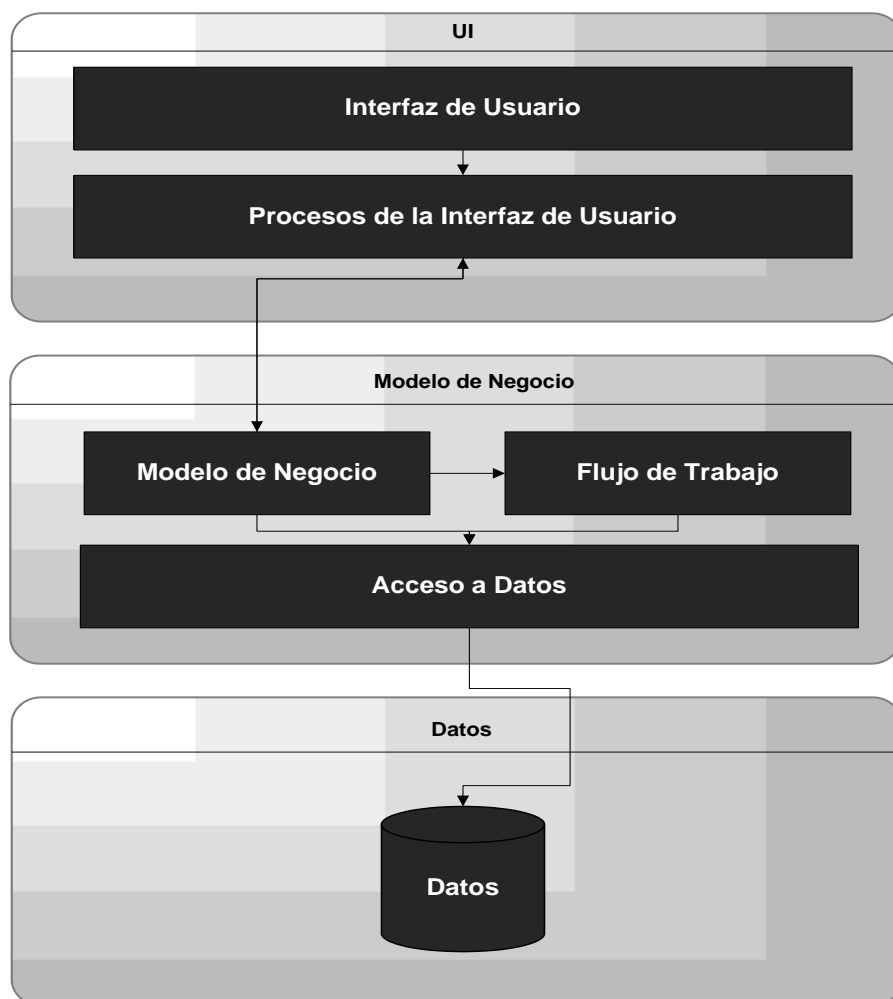 UI
Interfaz de Usuario
Procesos de la Interfaz de Usuario
Modelo de Negocio
Modelo de Negocio
Flujo de Trabajo
Acceso a Datos
Datos
Datos